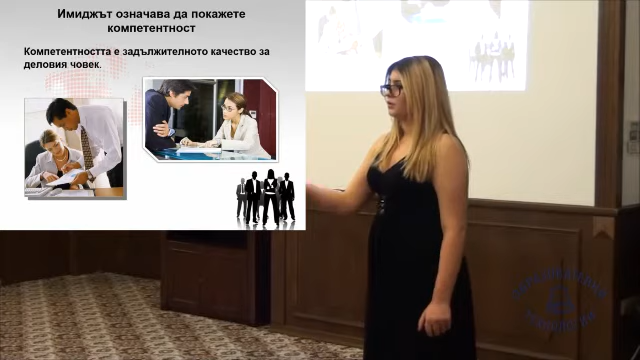 Имиджът означава да покажете
компетентност
Компетентността е задължителното качество за
деловия човек.